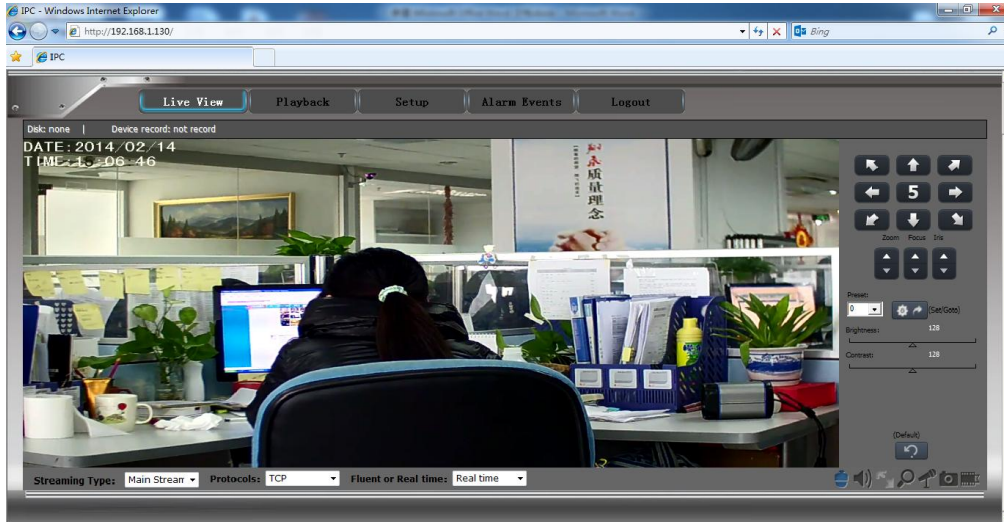 IPC - Windows Internet Explorer
http://192.168.1.130/
Bing
IPC
Live View
Playback
Setup
Alarm Events
Logout
Disk: none | Device record: not record
DATE:2014/02/14
质量理念
5
Zoom Focus Iris
Preset:
0
(Set/Goto)
Brightness: 128
Contrast: 128
(Default)
Streaming Type: Main Stream Protocols: TCP Fluent or Real time: Real time